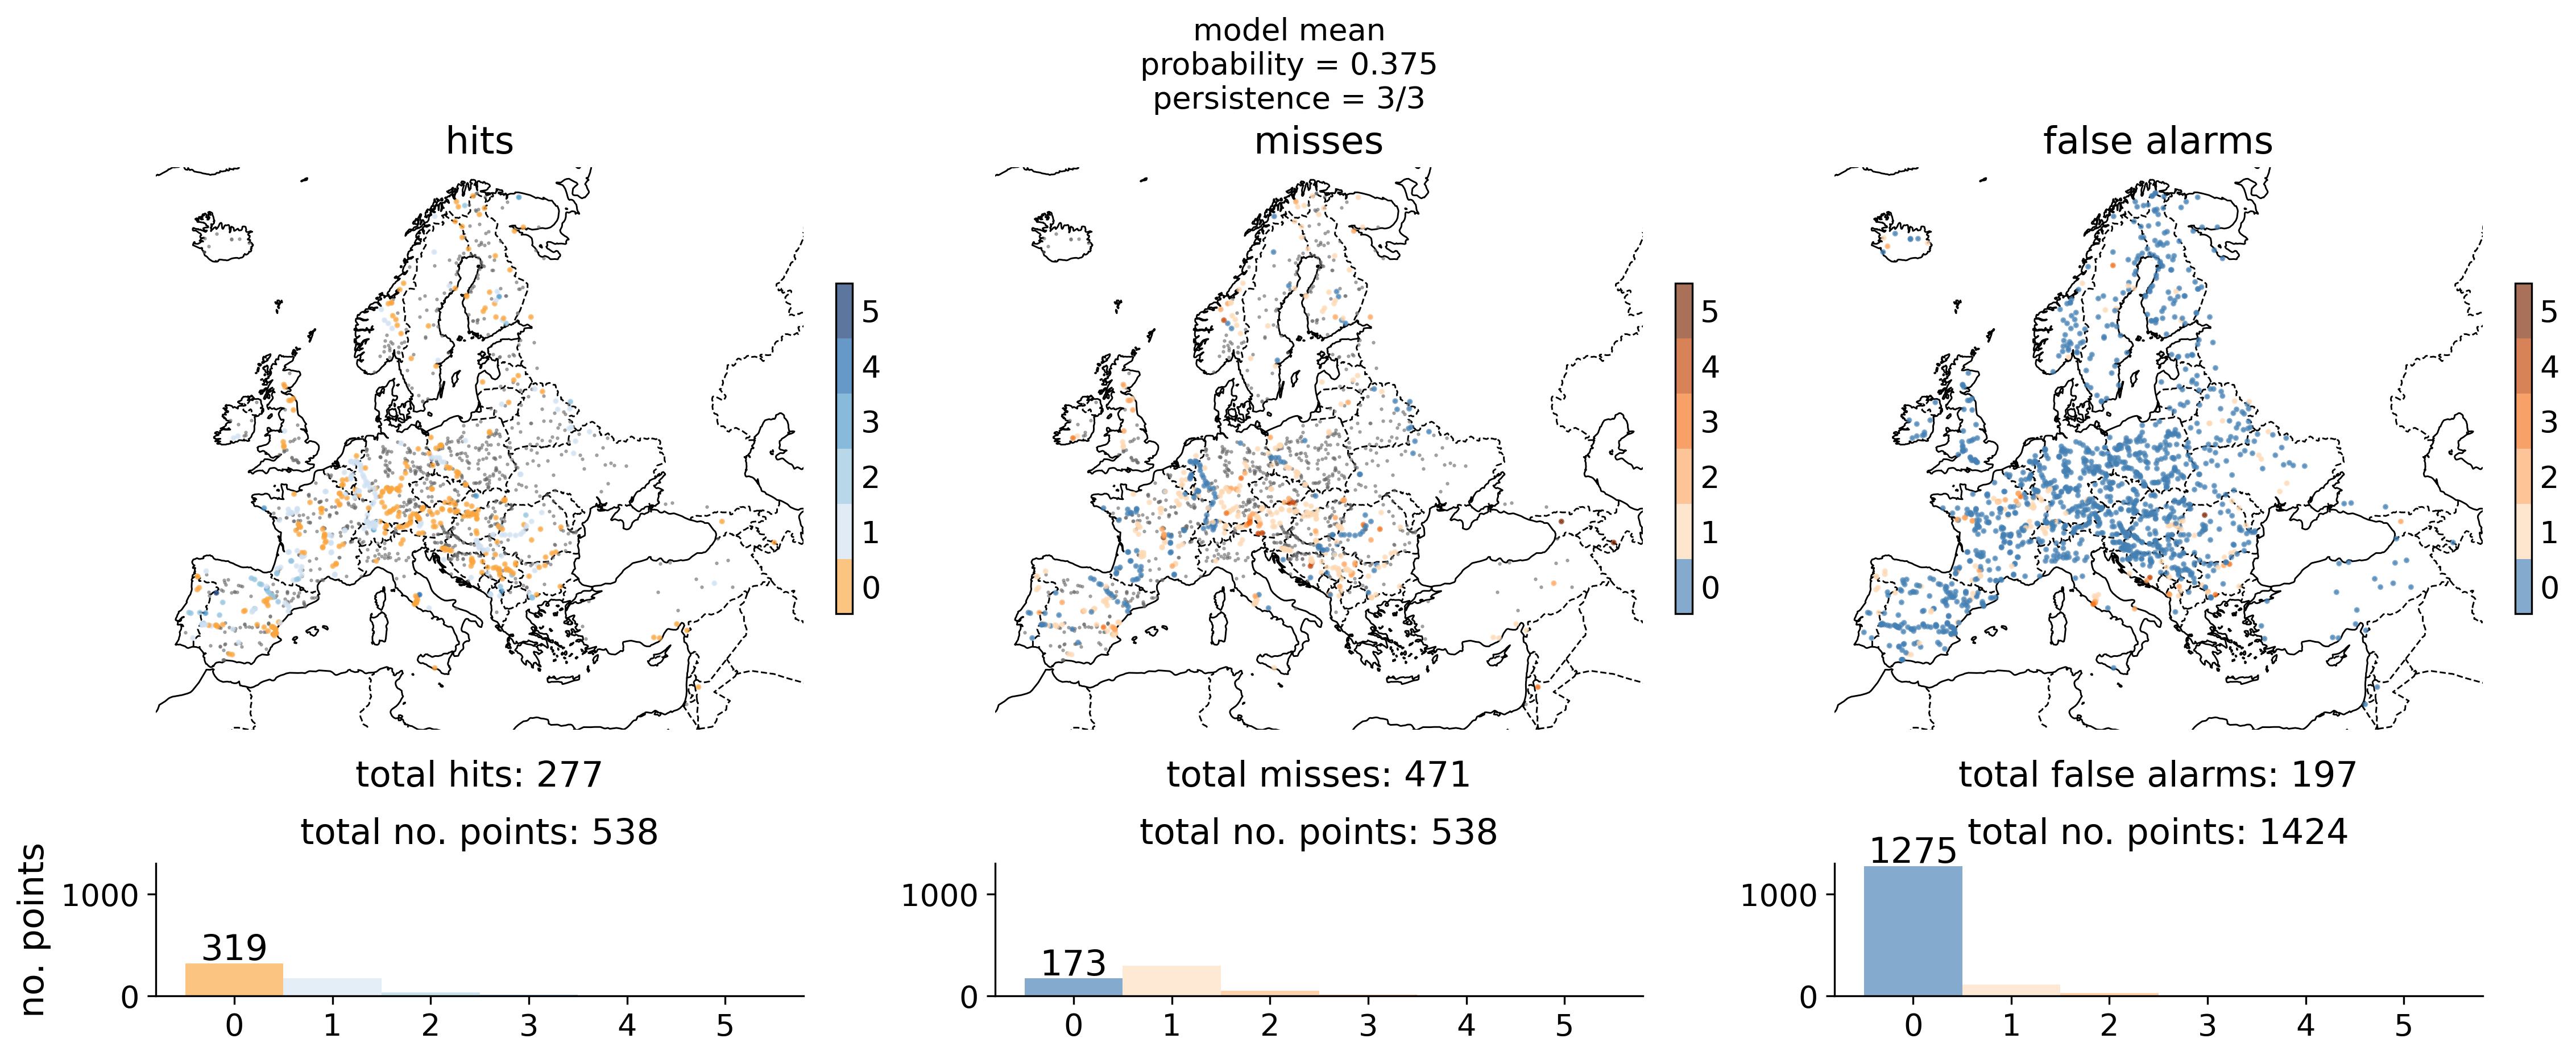 model mean
probability = 0.375
persistence = 3/3
hits
misses
false alarms
5
4
3
2
1
0
5
4
3
2
1
0
5
4
3
2
1
0
total hits: 277
total misses: 471
total false alarms: 197
total no. points: 538
total no. points: 538
total no. points: 1424
no. points
1000
0
319
0 1 2 3 4 5
1000
0
173
0 1 2 3 4 5
1000
0
1275
0 1 2 3 4 5